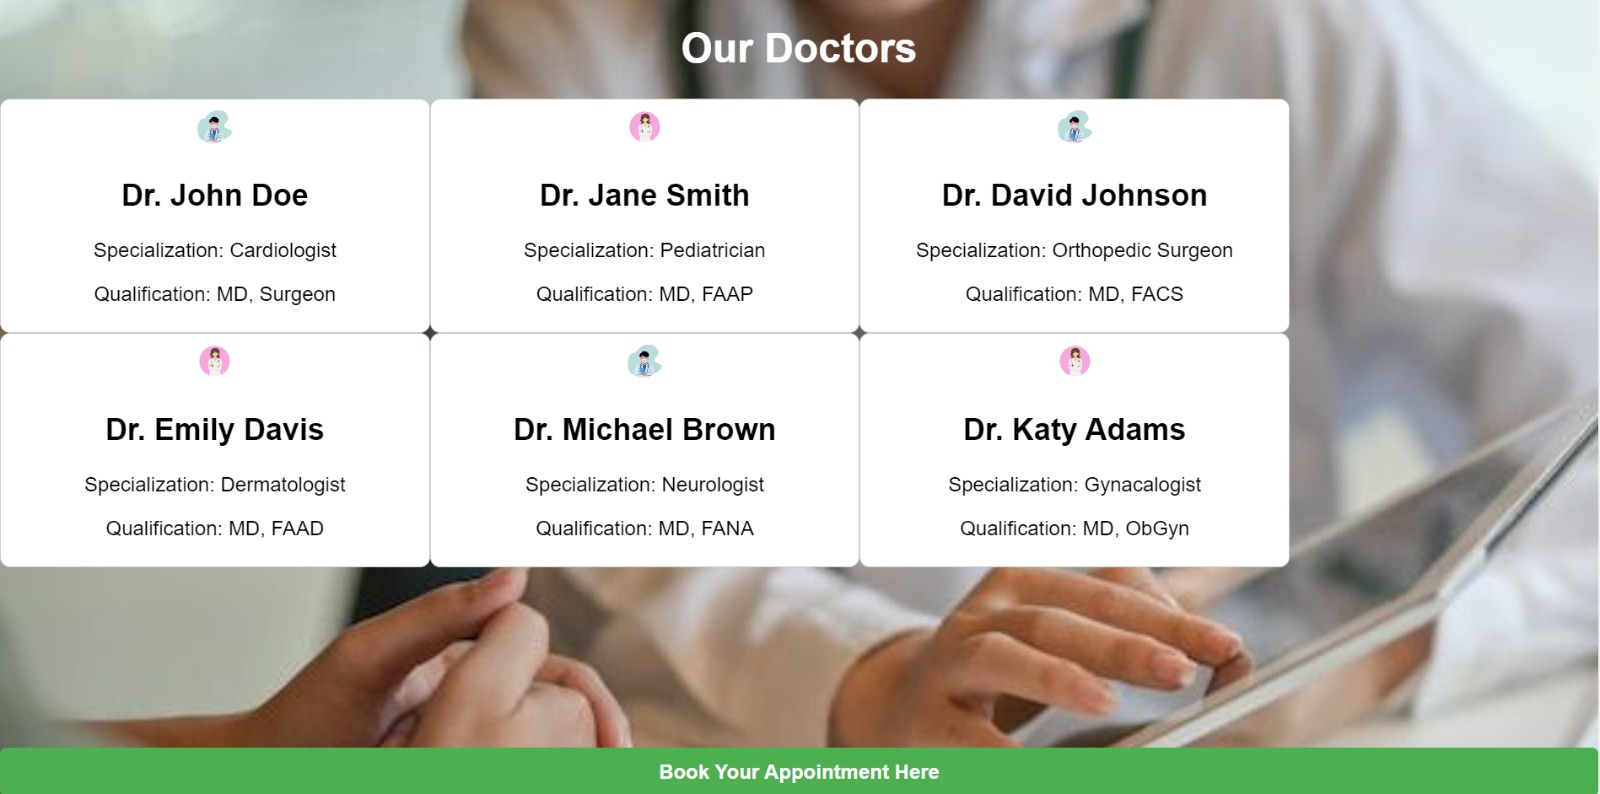 Our Doctors
Dr. John Doe
Specialization: Cardiologist
Qualification: MD, Surgeon
Dr. Jane Smith
Specialization: Pediatrician
Qualification: MD, FAAP
Dr. David Johnson
Specialization: Orthopedic Surgeon
Qualification: MD, FACS
Dr. Emily Davis
Specialization: Dermatologist
Qualification: MD, FAAD
Dr. Michael Brown
Specialization: Neurologist
Qualification: MD, FANA
Dr. Katy Adams
Specialization: Gynacalogist
Qualification: MD, ObGyn
Book Your Appointment Here